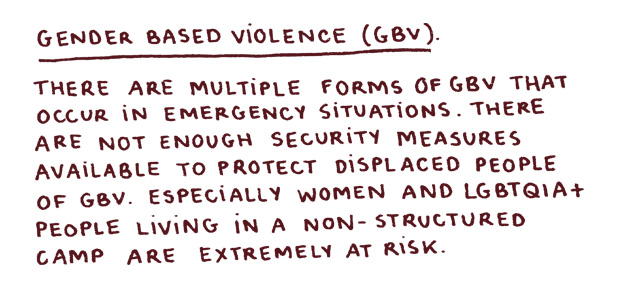 GENDER BASED VIOLENCE (GBV).
THERE ARE MULTIPLE FORMS OF GBV THAT
OCCUR IN EMERGENCY SITUATIONS. THERE
ARE NOT ENOUGH SECURITY MEASURES
AVAILABLE TO PROTECT DISPLACED PEOPLE
OF GBV. ESPECIALLY WOMEN AND LGBTQIA+
PEOPLE LIVING IN A NON-STRUCTURED
CAMP ARE EXTREMELY AT RISK.